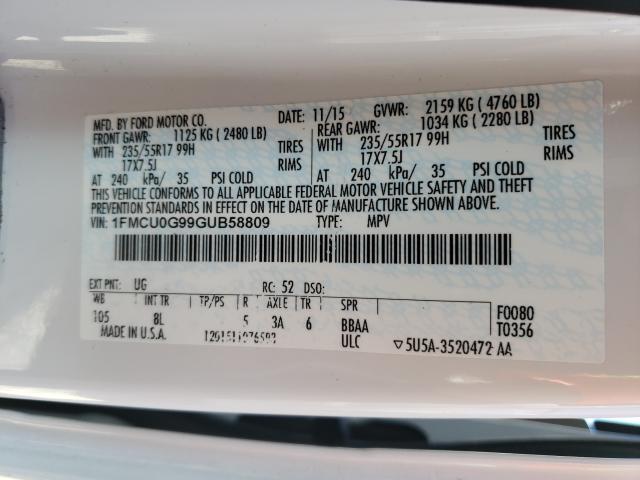 MFD. BY FORD MOTOR CO. DATE: 11/15 GVWR: 2159 KG ( 4760 LB)
FRONT GAWR: 1125 KG ( 2480 LB) REAR GAWR: 1034 KG ( 2280 LB)
WITH 235/55R17 99H TIRES WITH 235/55R17 99H TIRES
17X7.5J RIMS 17X7.5J RIMS
AT 240 kPa/ 35 PSI COLD AT 240 kPa/ 35 PSI COLD
THIS VEHICLE CONFORMS TO ALL APPLICABLE FEDERAL MOTOR VEHICLE SAFETY AND THEFT
PREVENTION STANDARDS IN EFFECT ON THE DATE OF MANUFACTURE SHOWN ABOVE.
VIN: 1FMCU0G99GUB58809 TYPE: MPV
EXT PNT: UG RC: 52 DSO:
WB INT TR TP/PS R AXLE TR SPR F0080
105 8L 5 3A 6 BBAA T0356
MADE IN U.S.A. ULC ▽5U5A-3520472-AA